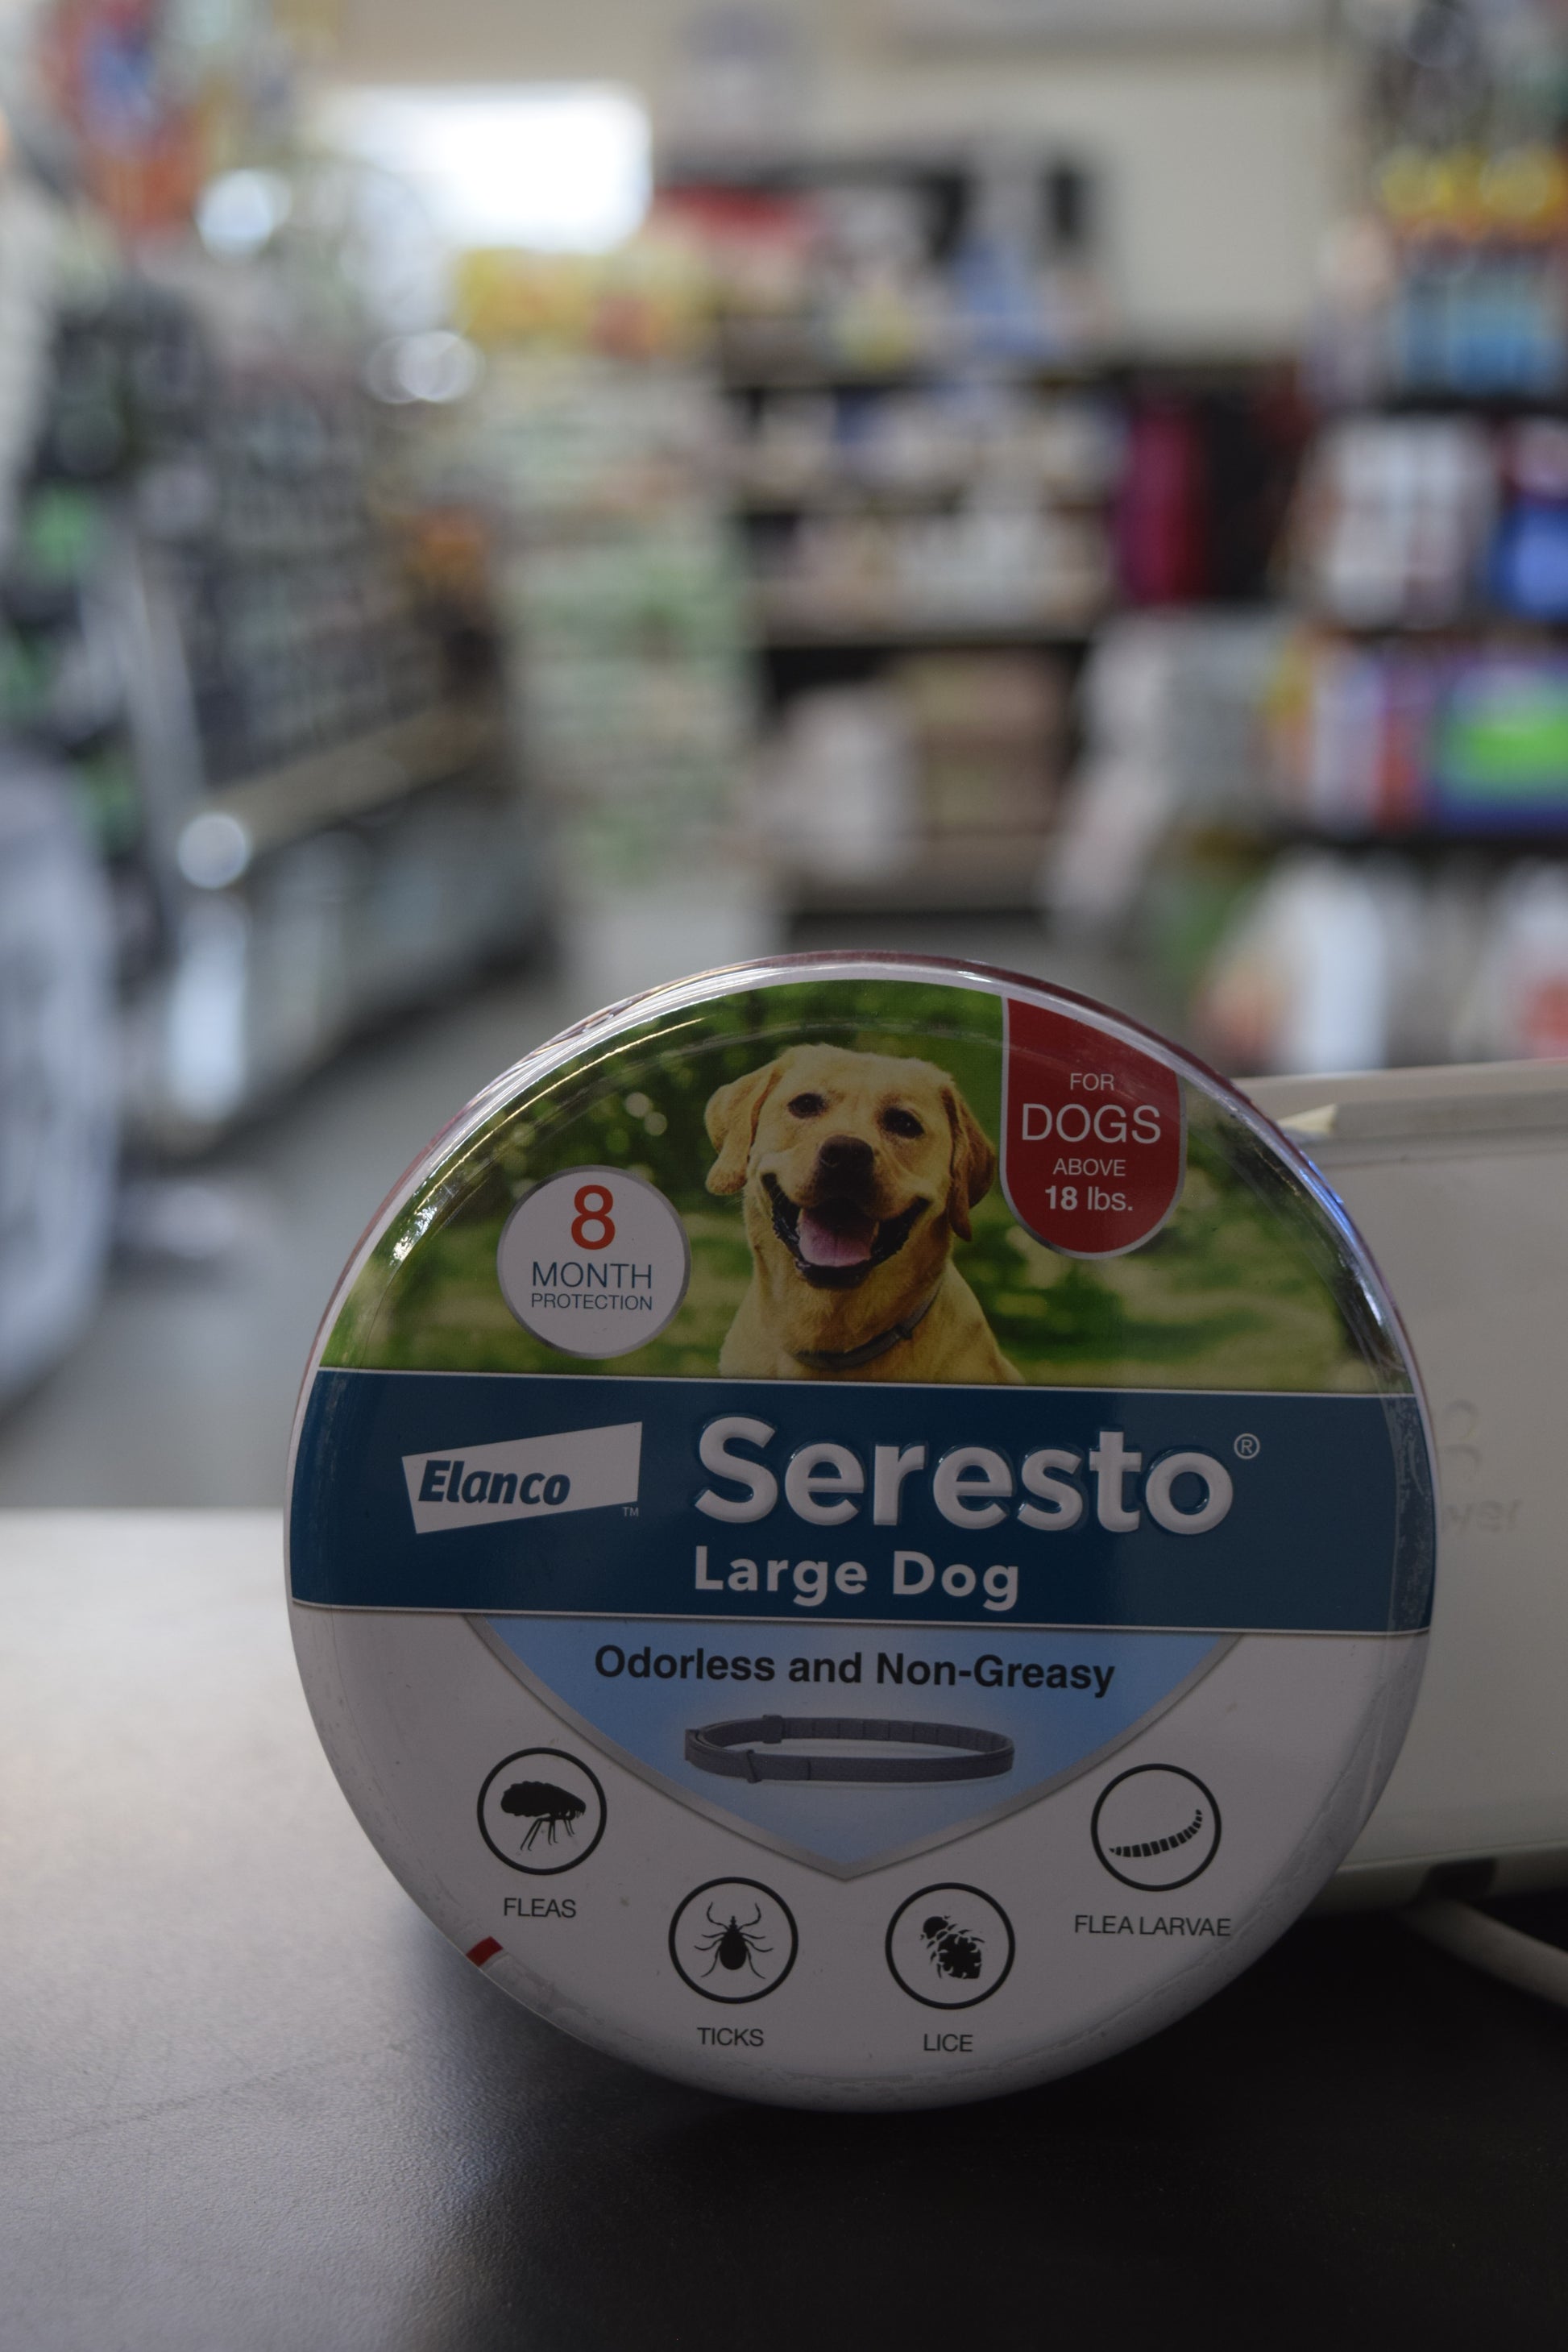 FOR
DOGS
ABOVE
18 lbs.
8
MONTH
PROTECTION
Elanco™
Seresto®
Large Dog
Odorless and Non-Greasy
FLEAS
TICKS
LICE
FLEA LARVAE